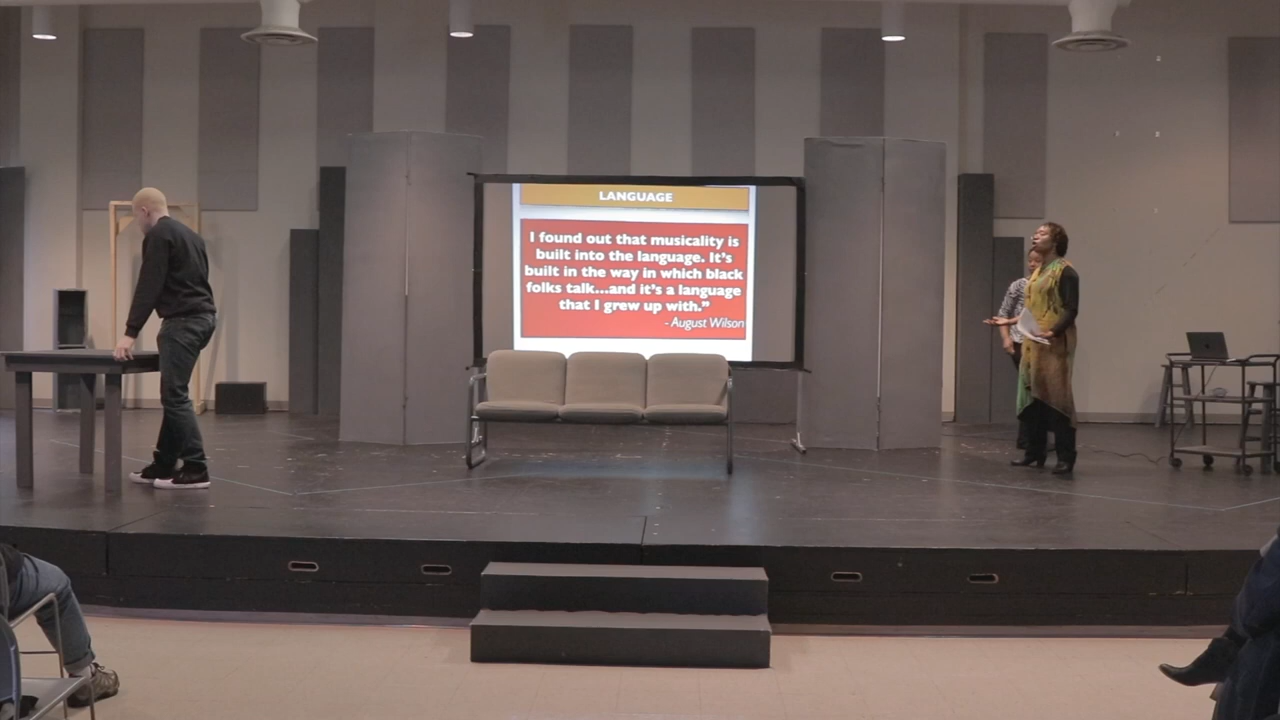 LANGUAGE
I found out that musicality is
built into the language. It's
built in the way in which black
folks talk...and it's a language
that I grew up with."
- August Wilson